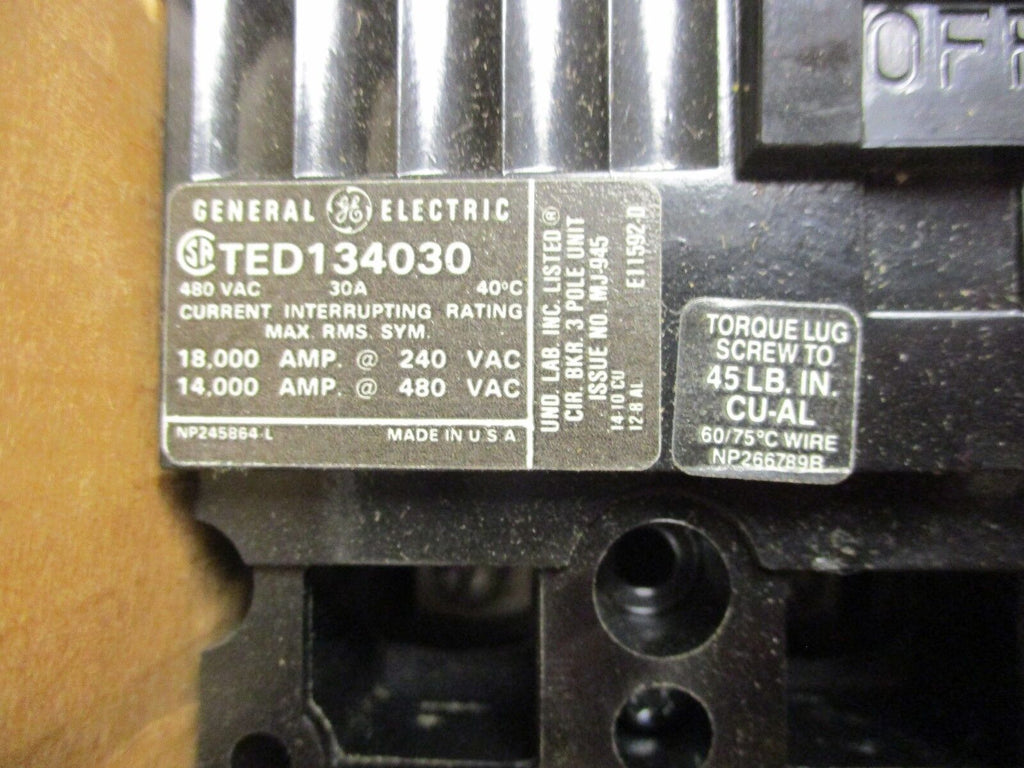 OFF
GENERAL GE ELECTRIC
SA TED134030
480 VAC 30A 40°C
CURRENT INTERRUPTING RATING
MAX. RMS. SYM.
18,000 AMP. @ 240 VAC
14,000 AMP. @ 480 VAC
NP245864-L MADE IN U S A
UND. LAB. INC. LISTED®
CIR. BKR. 3 POLE UNIT
ISSUE NO. MJ-945
14-10 CU
12-8 AL
E11592-D
TORQUE LUG
SCREW TO
45 LB. IN.
CU-AL
60/75°C WIRE
NP266789B